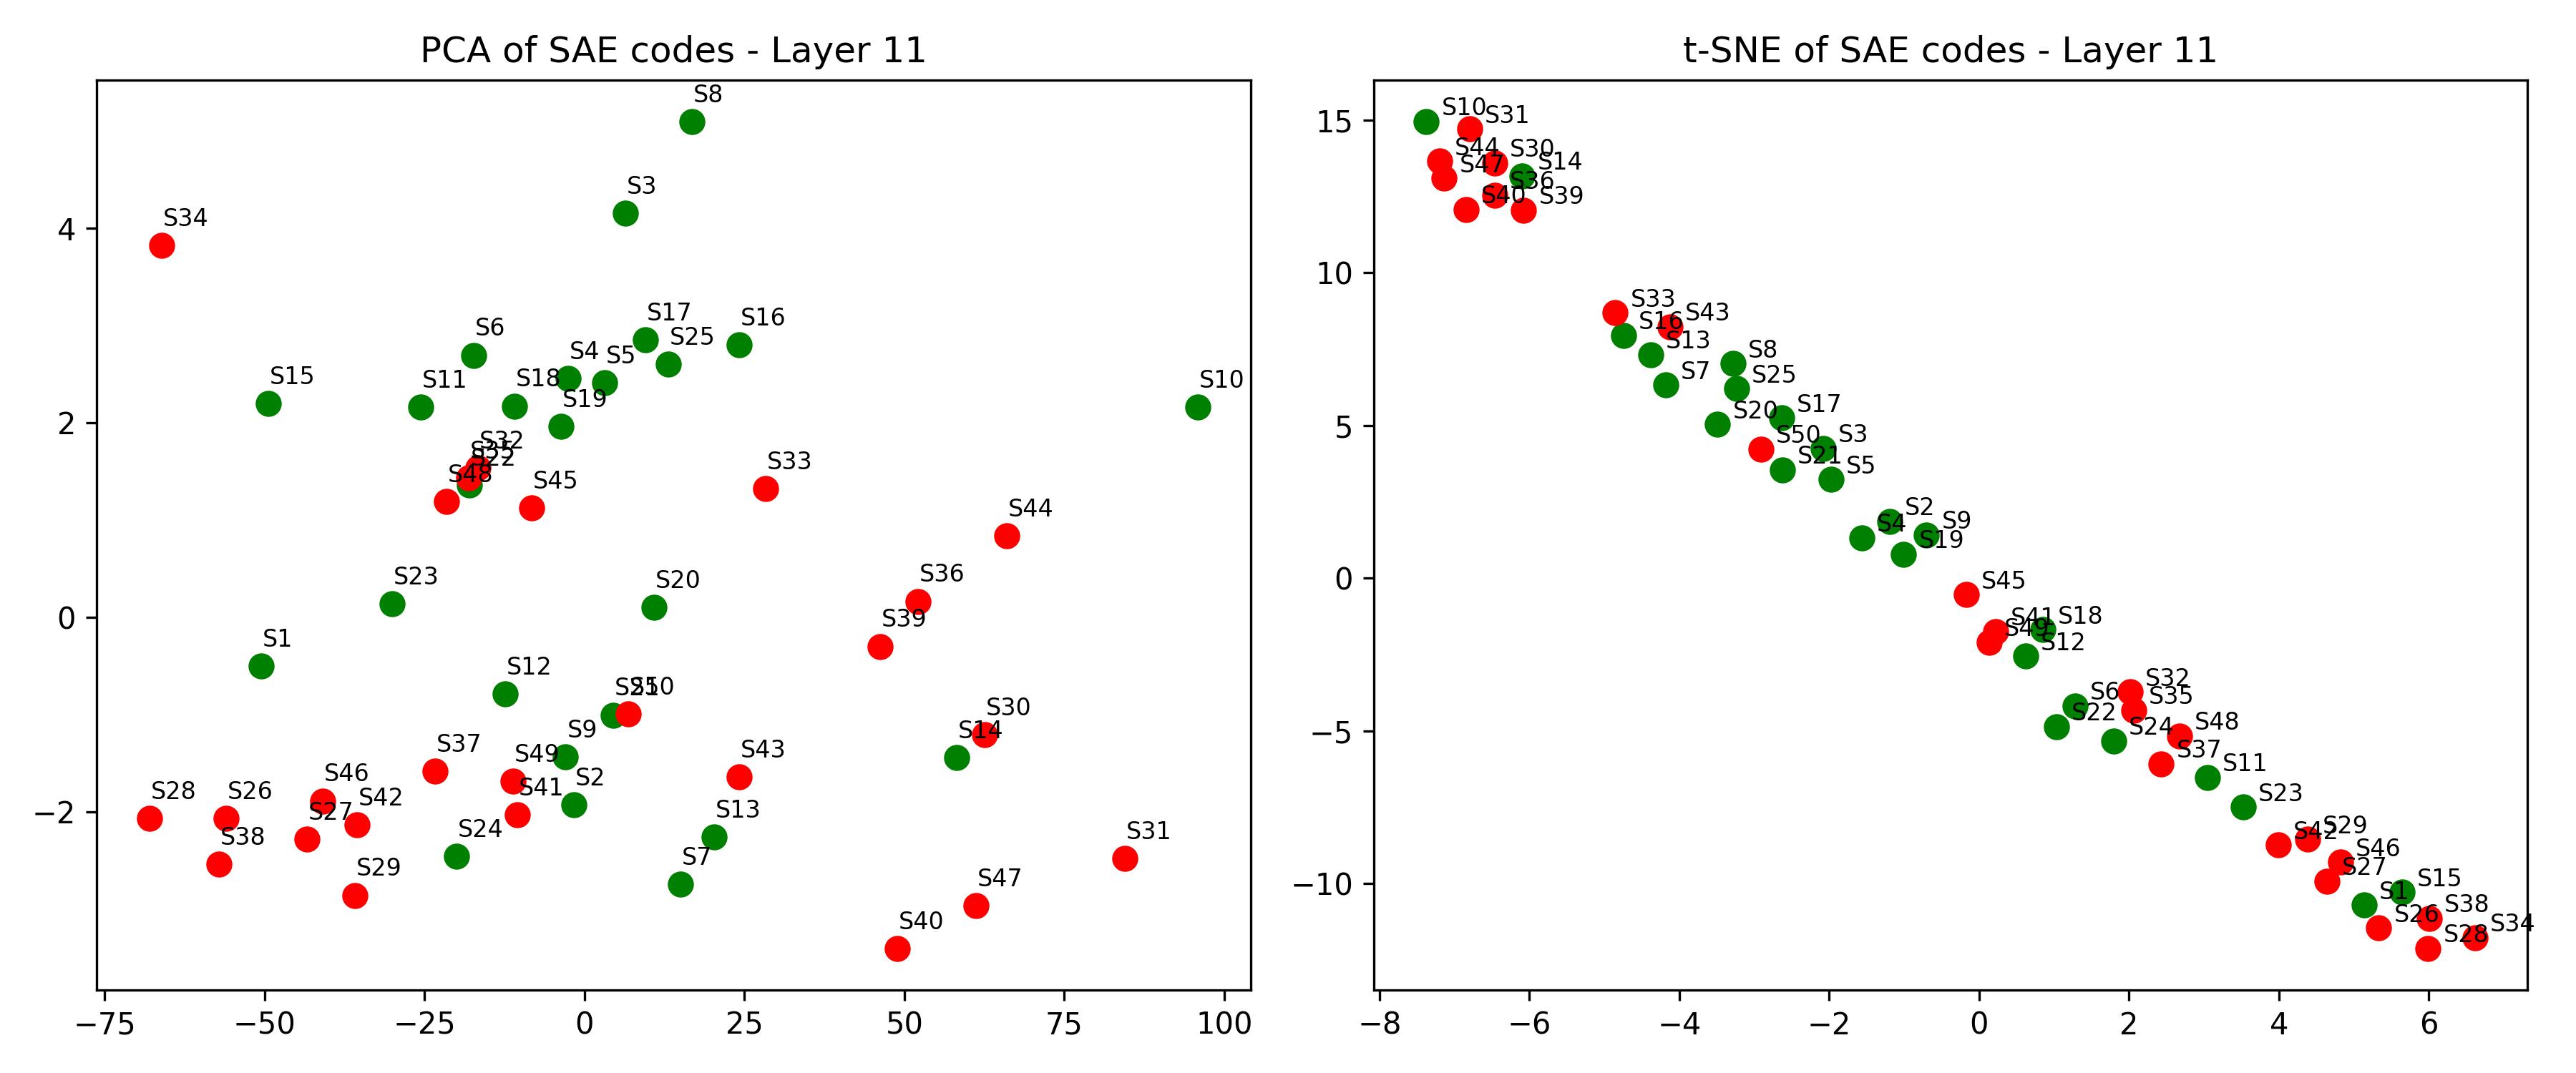 PCA of SAE codes - Layer 11
S8
S3
S34
S17
S16
S6
S25
S4
S5
S15
S11
S18
S10
S19
S32
S35
S22
S48
S45
S33
S44
S23
S20
S36
S39
S1
S12
S21
S50
S30
S9
S14
S37
S49
S43
S46
S2
S28
S26
S42
S41
S27
S13
S38
S24
S31
S7
S29
S47
S40
4
2
0
−2
−75
−50
−25
0
25
50
75
100
t-SNE of SAE codes - Layer 11
S10
S31
S44
S30
S47
S14
S36
S40
S39
S33
S43
S16
S13
S8
S7
S25
S20
S17
S50
S3
S21
S5
S2
S4
S9
S19
S45
S41
S18
S49
S12
S32
S6
S35
S22
S48
S24
S37
S11
S23
S42
S29
S46
S27
S15
S1
S38
S26
S34
S28
15
10
5
0
−5
−10
−8
−6
−4
−2
0
2
4
6